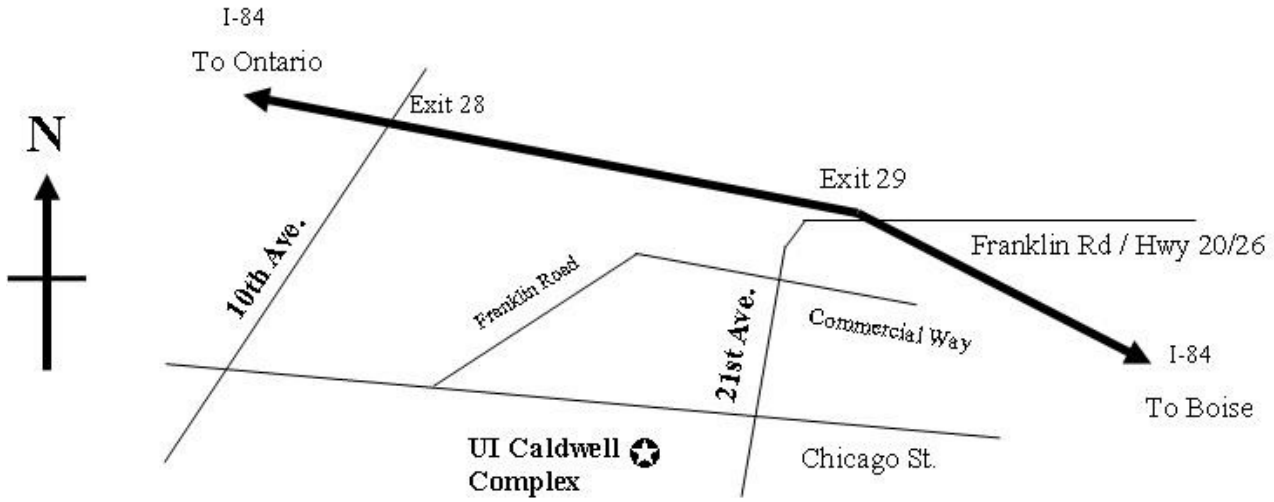 I-84
To Ontario
Exit 28
N
Exit 29
Franklin Rd / Hwy 20/26
10th Ave.
Franklin Road
21st Ave.
Commercial Way
I-84
To Boise
UI Caldwell
Complex
Chicago St.